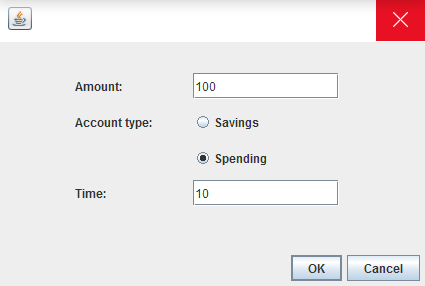 Amount: 100
Account type: Savings
Spending
Time: 10
OK Cancel